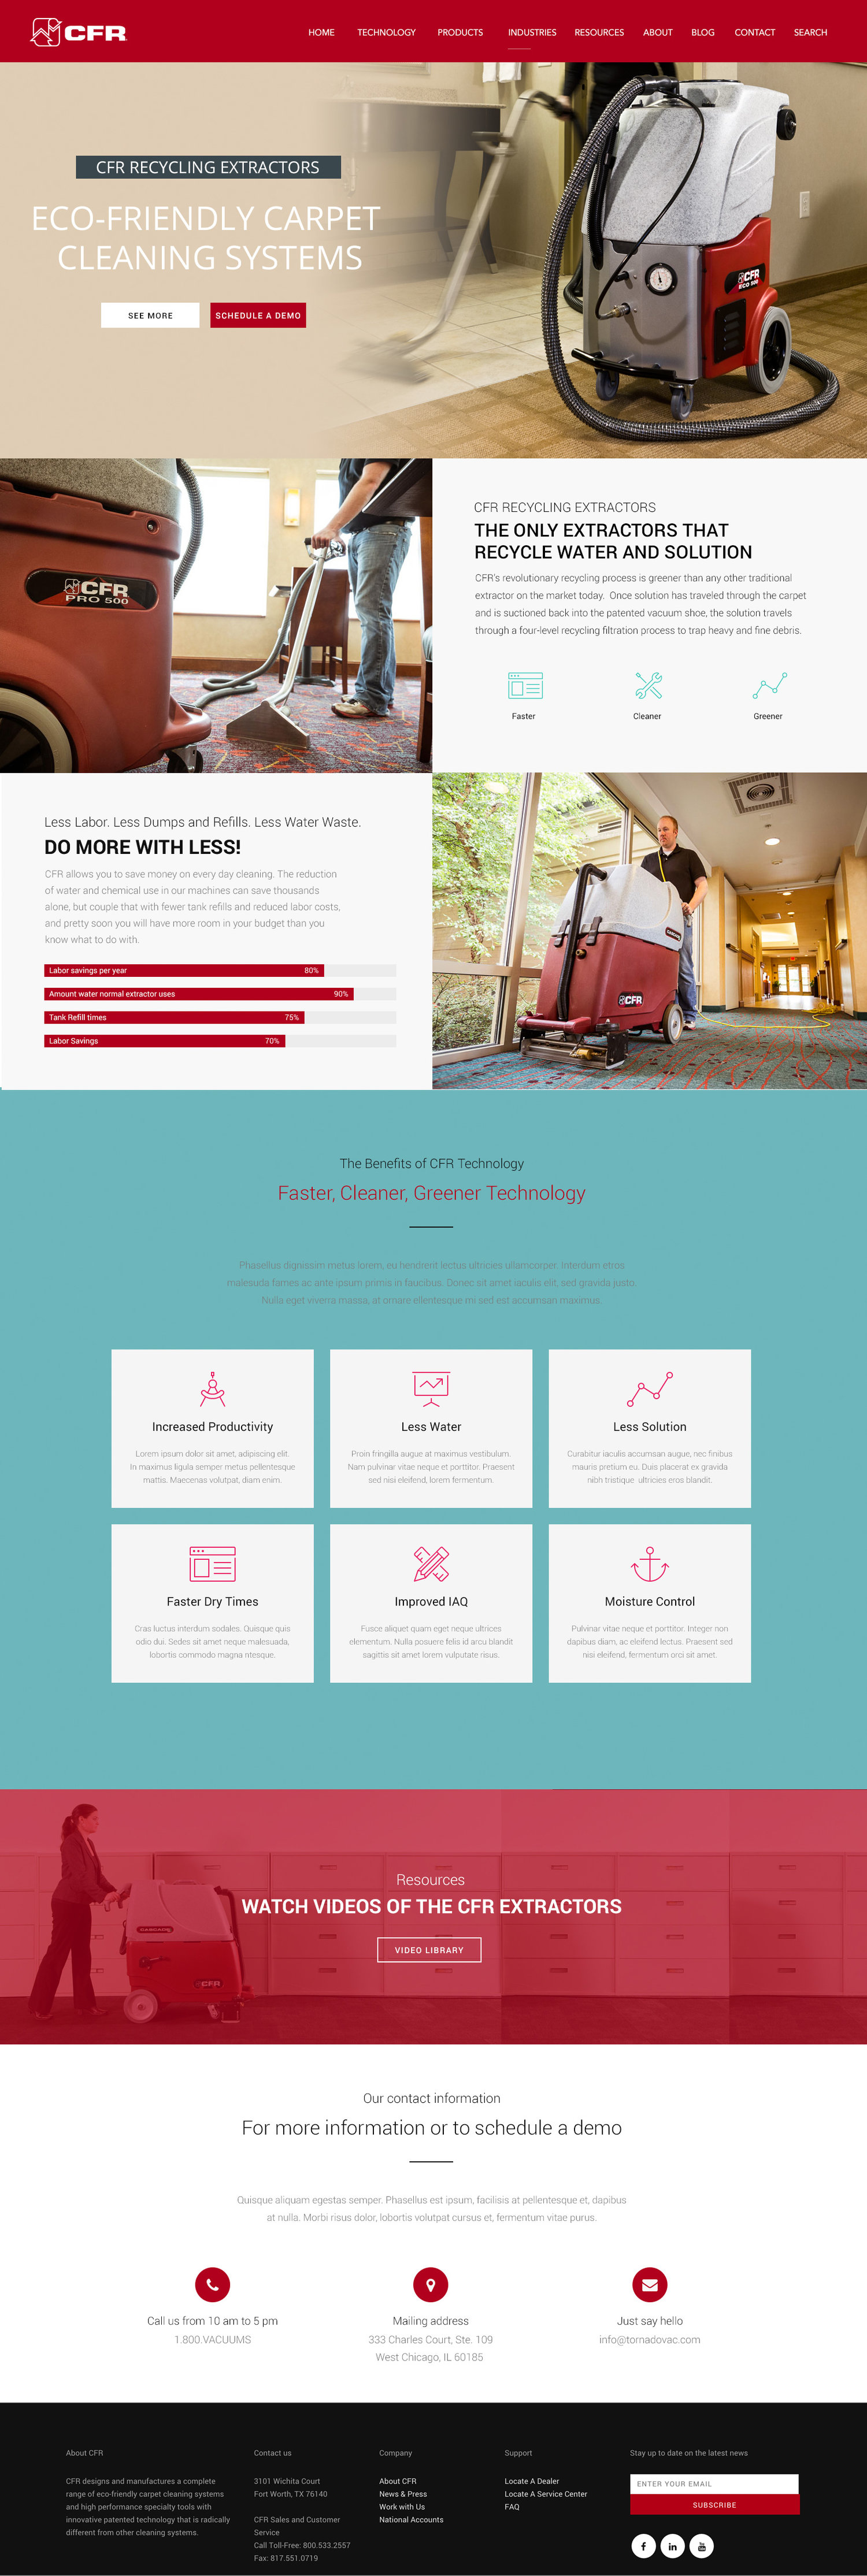 CFR
HOME TECHNOLOGY PRODUCTS INDUSTRIES RESOURCES ABOUT BLOG CONTACT SEARCH
CFR RECYCLING EXTRACTORS
ECO-FRIENDLY CARPET
CLEANING SYSTEMS
SEE MORE
SCHEDULE A DEMO
CFR
ECO 500
CFR
PRO 500
CFR RECYCLING EXTRACTORS
THE ONLY EXTRACTORS THAT
RECYCLE WATER AND SOLUTION
CFR's revolutionary recycling process is greener than any other traditional
extractor on the market today. Once solution has traveled through the carpet
and is suctioned back into the patented vacuum shoe, the solution travels
through a four-level recycling filtration process to trap heavy and fine debris.
Faster
Cleaner
Greener
Less Labor. Less Dumps and Refills. Less Water Waste.
DO MORE WITH LESS!
CFR allows you to save money on every day cleaning. The reduction
of water and chemical use in our machines can save thousands
alone, but couple that with fewer tank refills and reduced labor costs,
and pretty soon you will have more room in your budget than you
know what to do with.
Labor savings per year 80%
Amount water normal extractor uses 90%
Tank Refill times 75%
Labor Savings 70%
CFR
The Benefits of CFR Technology
Faster, Cleaner, Greener Technology
Phasellus dignissim metus lorem, eu hendrerit lectus ultricies ullamcorper. Interdum etros
malesuda fames ac ante ipsum primis in faucibus. Donec sit amet iaculis elit, sed gravida justo.
Nulla eget viverra massa, at ornare ellentesque mi sed est accumsan maximus.
Increased Productivity
Lorem ipsum dolor sit amet, adipiscing elit.
In maximus ligula semper metus pellentesque
mattis. Maecenas volutpat, diam enim.
Less Water
Proin fringilla augue at maximus vestibulum.
Nam pulvinar vitae neque et porttitor. Praesent
sed nisi eleifend, lorem fermentum.
Less Solution
Curabitur iaculis accumsan augue, nec finibus
mauris pretium eu. Duis placerat ex gravida
nibh tristique ultricies eros blandit.
Faster Dry Times
Cras luctus interdum sodales. Quisque quis
odio dui. Sedes sit amet neque malesuada,
lobortis commodo magna ntesque.
Improved IAQ
Fusce aliquet quam eget neque ultrices
elementum. Nulla posuere felis id arcu blandit
sagittis sit amet lorem vulputate risus.
Moisture Control
Pulvinar vitae neque et porttitor. Integer non
dapibus diam, ac eleifend lectus. Praesent sed
nisi eleifend, fermentum orci sit amet.
Resources
WATCH VIDEOS OF THE CFR EXTRACTORS
VIDEO LIBRARY
CASCADE
CFR
Our contact information
For more information or to schedule a demo
Quisque aliquam egestas semper. Phasellus est ipsum, facilisis at pellentesque et, dapibus
at nulla. Morbi risus dolor, lobortis volutpat cursus et, fermentum vitae purus.
Call us from 10 am to 5 pm
1.800.VACUUMS
Mailing address
333 Charles Court, Ste. 109
West Chicago, IL 60185
Just say hello
info@tornadovac.com
About CFR
CFR designs and manufactures a complete
range of eco-friendly carpet cleaning systems
and high performance specialty tools with
innovative patented technology that is radically
different from other cleaning systems.
Contact us
3101 Wichita Court
Fort Worth, TX 76140
CFR Sales and Customer
Service
Call Toll-Free: 800.533.2557
Fax: 817.551.0719
Company
About CFR
News & Press
Work with Us
National Accounts
Support
Locate A Dealer
Locate A Service Center
FAQ
Stay up to date on the latest news
ENTER YOUR EMAIL
SUBSCRIBE